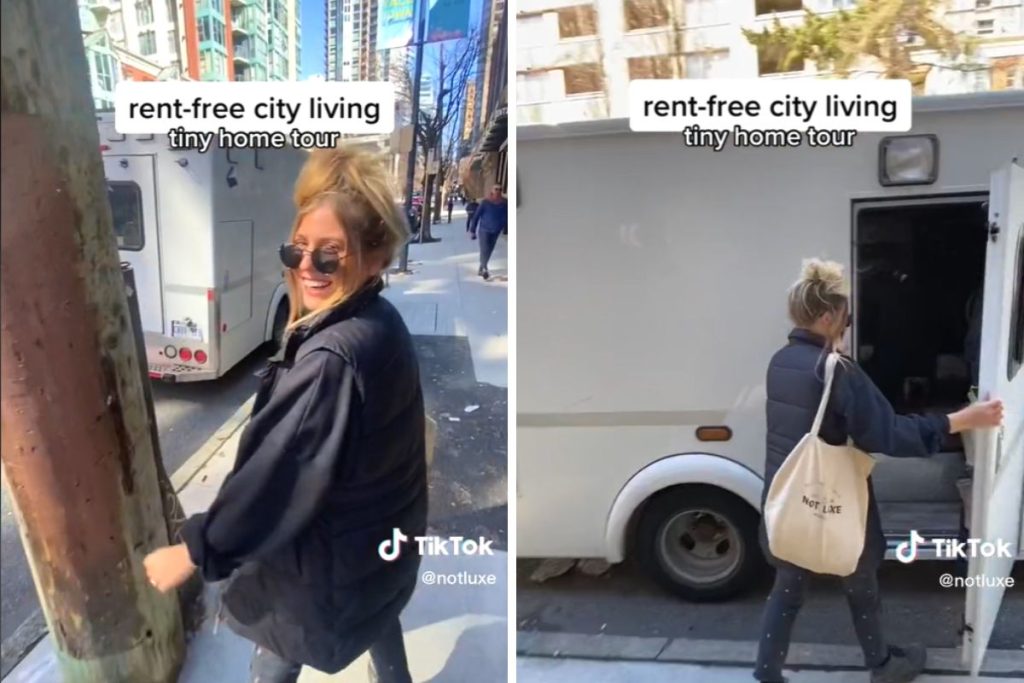 rent-free city living
tiny home tour
TikTok
@notluxe
rent-free city living
tiny home tour
NOT LUXE
TikTok
@notluxe